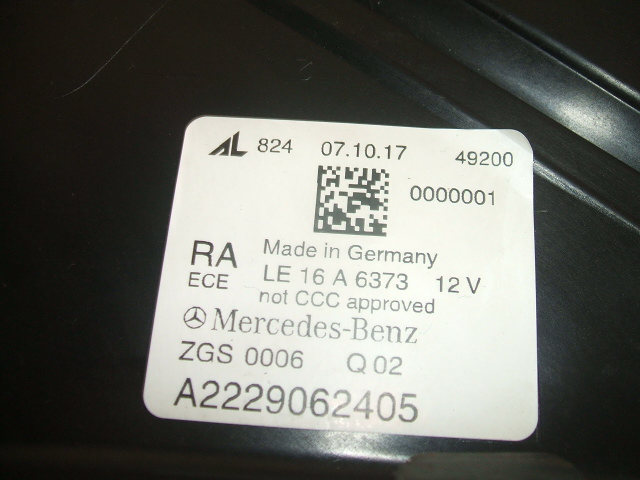 AL 824 07.10.17 49200
0000001
RA Made in Germany
ECE LE 16 A 6373 12 V
not CCC approved
Mercedes-Benz
ZGS 0006 Q 02
A2229062405